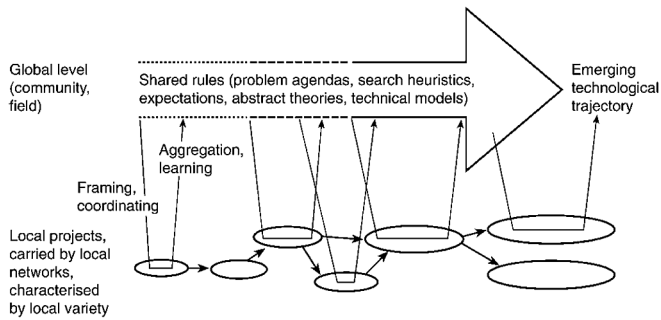 Global level
(community,
field)
Shared rules (problem agendas, search heuristics,
expectations, abstract theories, technical models)
Emerging
technological
trajectory
Aggregation,
learning
Framing,
coordinating
Local projects,
carried by local
networks,
characterised
by local variety